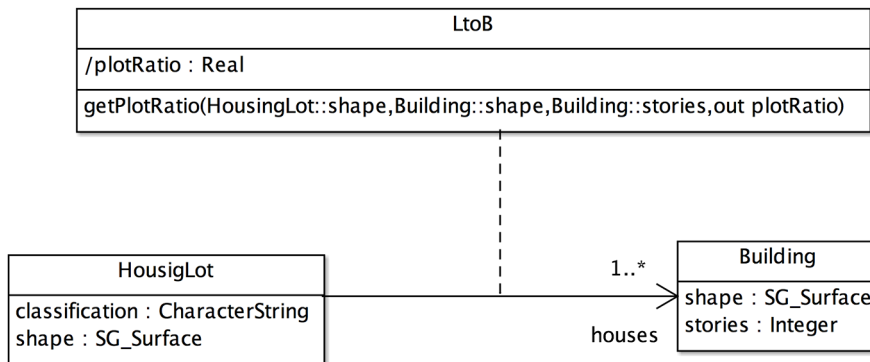 LtoB
/plotRatio : Real
getPlotRatio(HousingLot::shape,Building::shape,Building::stories,out plotRatio)
HousigLot
classification : CharacterString
shape : SG_Surface
1..*
houses
Building
shape : SG_Surface
stories : Integer